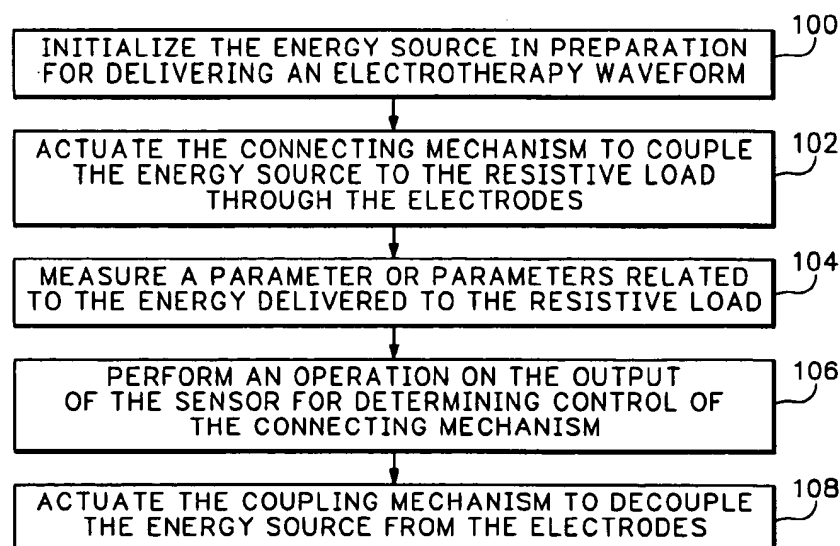 100
INITIALIZE THE ENERGY SOURCE IN PREPARATION
FOR DELIVERING AN ELECTROTHERAPY WAVEFORM
102
ACTUATE THE CONNECTING MECHANISM TO COUPLE
THE ENERGY SOURCE TO THE RESISTIVE LOAD
THROUGH THE ELECTRODES
104
MEASURE A PARAMETER OR PARAMETERS RELATED
TO THE ENERGY DELIVERED TO THE RESISTIVE LOAD
106
PERFORM AN OPERATION ON THE OUTPUT
OF THE SENSOR FOR DETERMINING CONTROL OF
THE CONNECTING MECHANISM
108
ACTUATE THE COUPLING MECHANISM TO DECOUPLE
THE ENERGY SOURCE FROM THE ELECTRODES